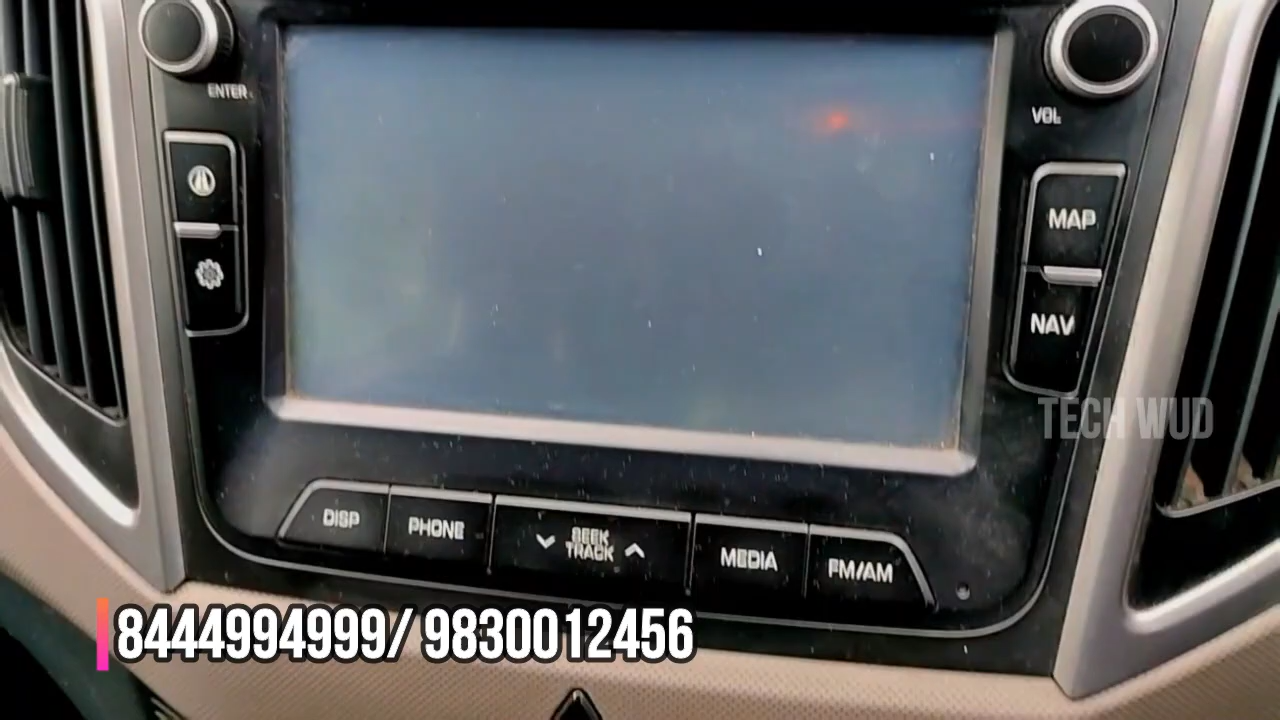 ENTER
VOL
MAP
NAV
TECH WUD
DISP
PHONE
SEEK
TRACK
MEDIA
FM/AM
8444994999/ 9830012456